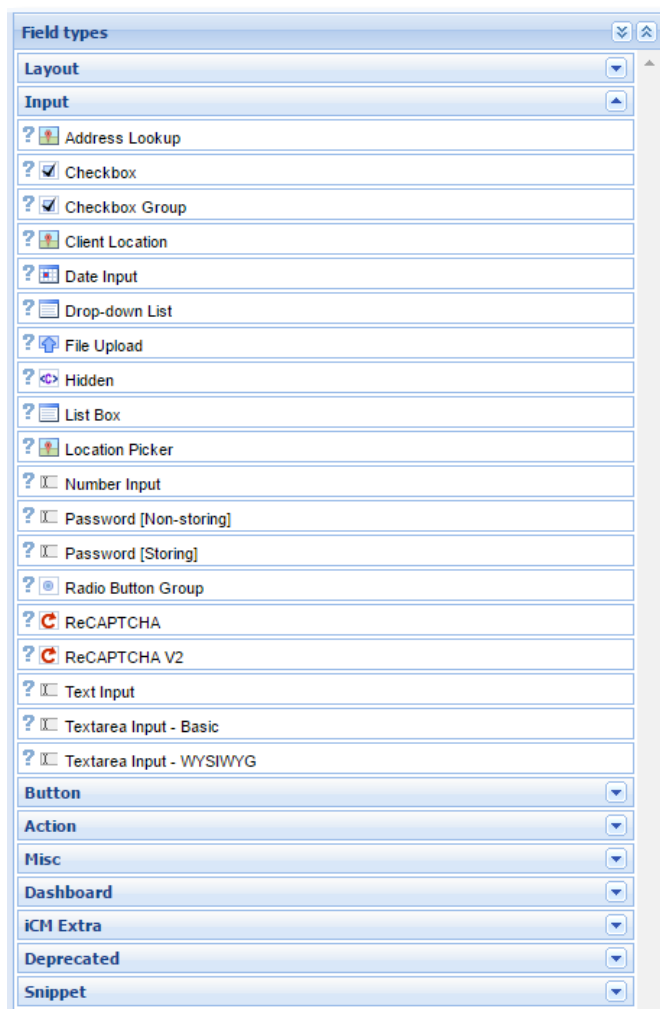 Field types
Layout
Input
? Address Lookup
? Checkbox
? Checkbox Group
? Client Location
? Date Input
? Drop-down List
? File Upload
? <C> Hidden
? List Box
? Location Picker
? Number Input
? Password [Non-storing]
? Password [Storing]
? Radio Button Group
? ReCAPTCHA
? ReCAPTCHA V2
? Text Input
? Textarea Input - Basic
? Textarea Input - WYSIWYG
Button
Action
Misc
Dashboard
iCM Extra
Deprecated
Snippet